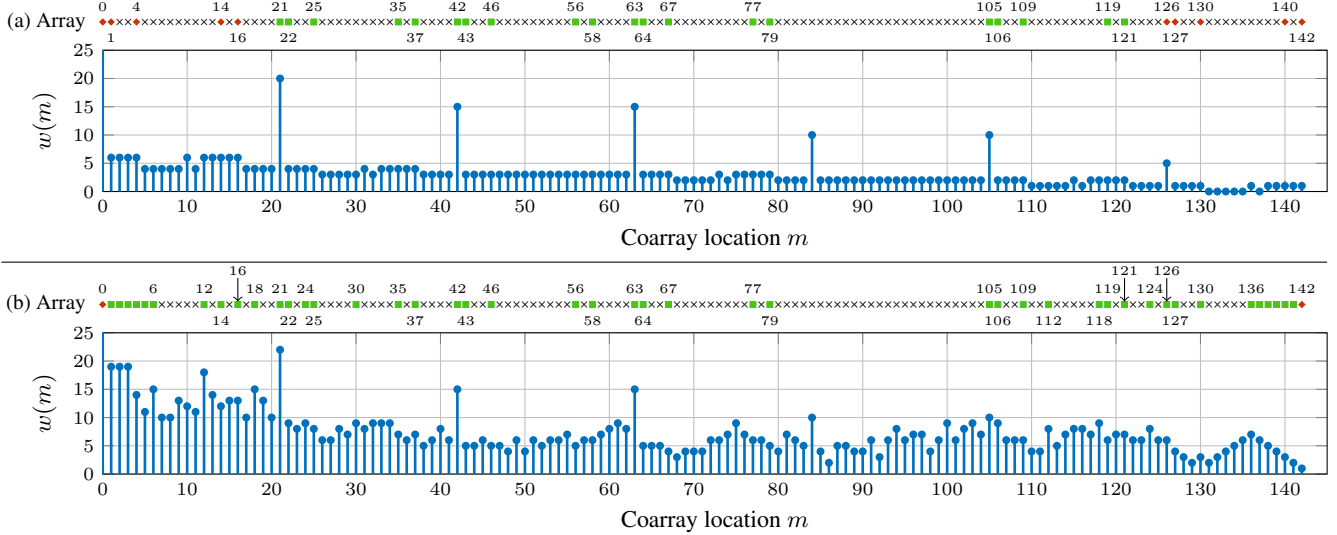 0 4 14 21 25 35 42 46 56 63 67 77 105 109 119 126 130 140
(a) Array
1 16 22 37 43 58 64 79 106 121 127 142
25
20
15
10
5
0
w(m)
0 10 20 30 40 50 60 70 80 90 100 110 120 130 140
Coarray location m
16 121 126
0 6 12 18 21 24 30 35 42 46 56 63 67 77 105 109 119 124 130 136 142
(b) Array
14 22 25 37 43 58 64 79 106 112 118 127
25
20
15
10
5
0
w(m)
0 10 20 30 40 50 60 70 80 90 100 110 120 130 140
Coarray location m